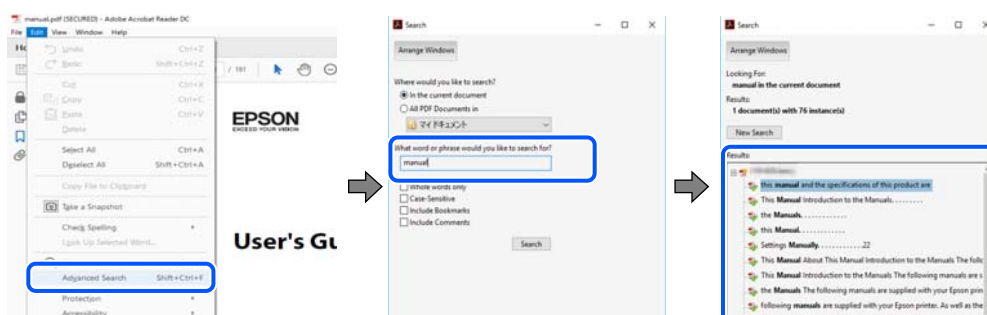 manual.pdf (SECURED) - Adobe Acrobat Reader DC
File Edit View Window Help
Undo Ctrl+Z
Redo Shift+Ctrl+Z
Cut Ctrl+X
Copy Ctrl+C
Paste Ctrl+V
Delete
Select All Ctrl+A
Deselect All Shift+Ctrl+A
Copy File to Clipboard
Take a Snapshot
Check Spelling
Look Up Selected Word...
Advanced Search Shift+Ctrl+F
Protection
Accessibility
/ 191
EPSON
EXCEED YOUR VISION
User's Gu
Search
Arrange Windows
Where would you like to search?
In the current document
All PDF Documents in
マイドキュメント
What word or phrase would you like to search for?
manual
Whole words only
Case-Sensitive
Include Bookmarks
Include Comments
Search
Search
Arrange Windows
Looking For:
manual in the current document
Results:
1 document(s) with 76 instance(s)
New Search
Results:
this manual and the specifications of this product are
This Manual Introduction to the Manuals. . . . . . . . .
the Manuals. . . . . . . . . . . . .
this Manual. . . . . . . . . . . . .
Settings Manually. . . . . . . . . . . . .22
This Manual About This Manual Introduction to the Manuals The follo
This Manual Introduction to the Manuals The following manuals are s
the Manuals The following manuals are supplied with your Epson prin
following manuals are supplied with your Epson printer. As well as the